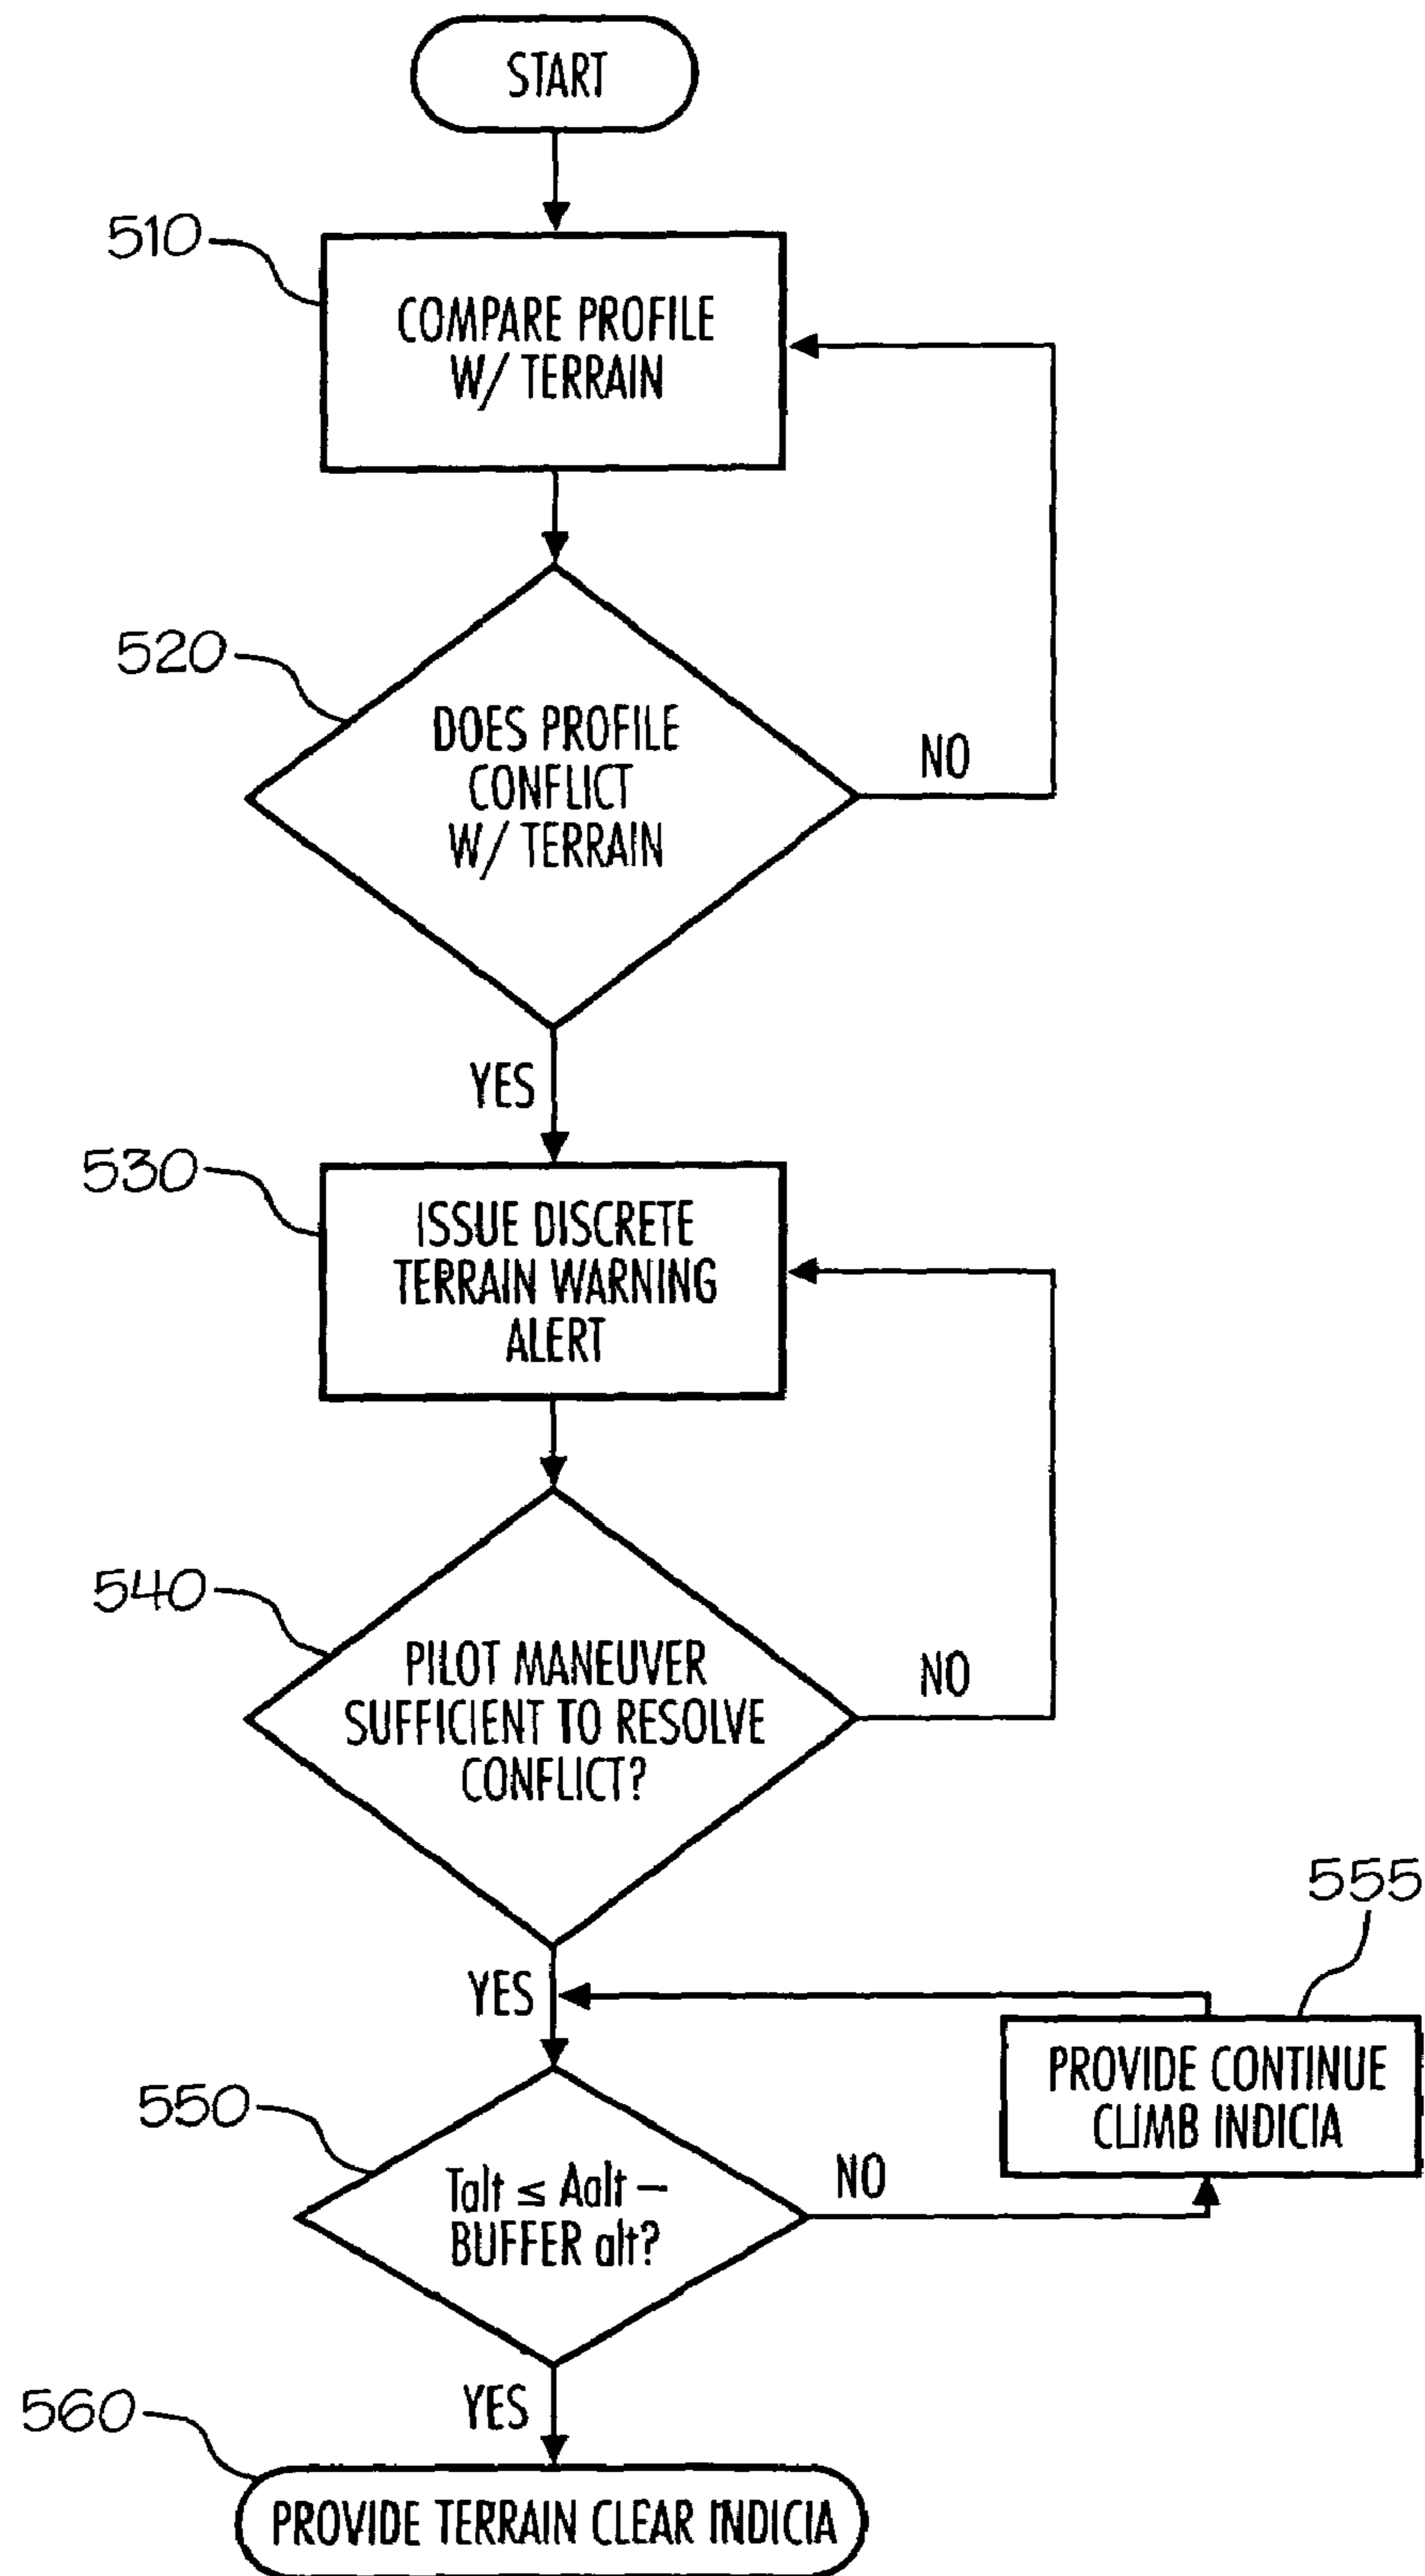 START
510
COMPARE PROFILE
W/ TERRAIN
520
DOES PROFILE
CONFLICT
W/ TERRAIN
NO
YES
530
ISSUE DISCRETE
TERRAIN WARNING
ALERT
540
PILOT MANEUVER
SUFFICIENT TO RESOLVE
CONFLICT?
NO
YES
555
PROVIDE CONTINUE
CLIMB INDICIA
550
Talt ≤ Aalt –
BUFFER alt?
NO
YES
560
PROVIDE TERRAIN CLEAR INDICIA